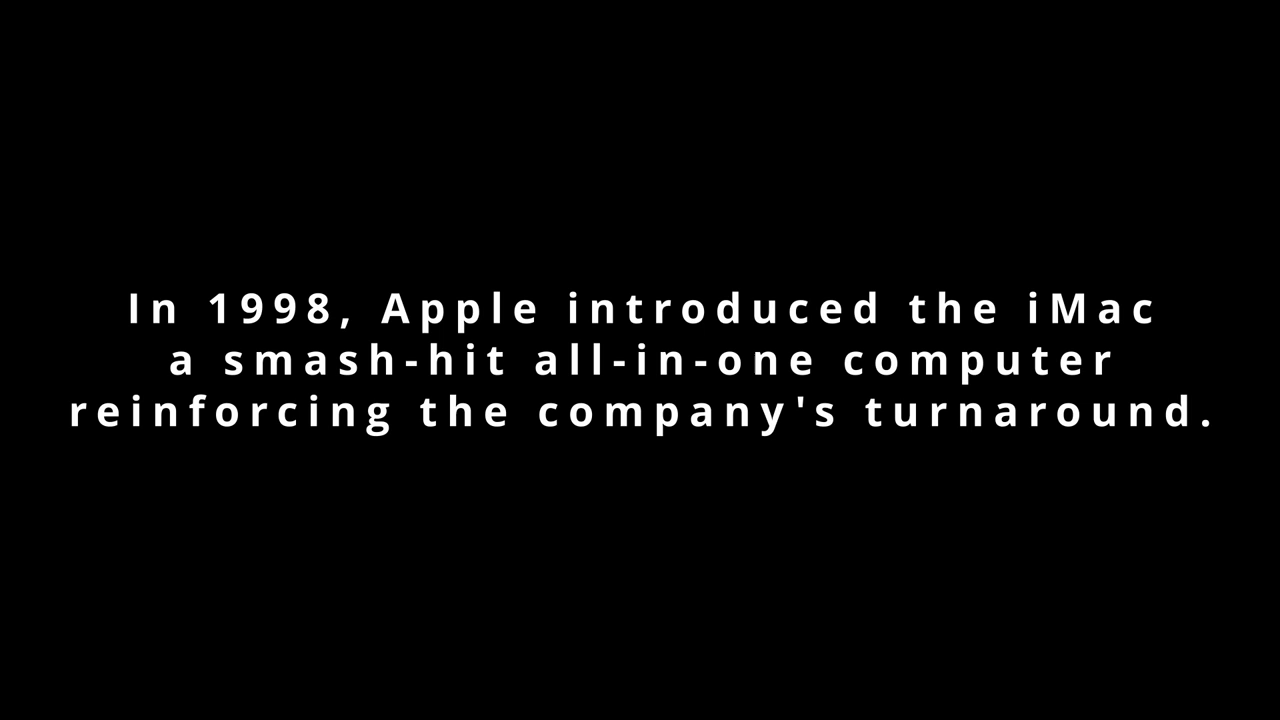 In 1998, Apple introduced the iMac
a smash-hit all-in-one computer
reinforcing the company's turnaround.